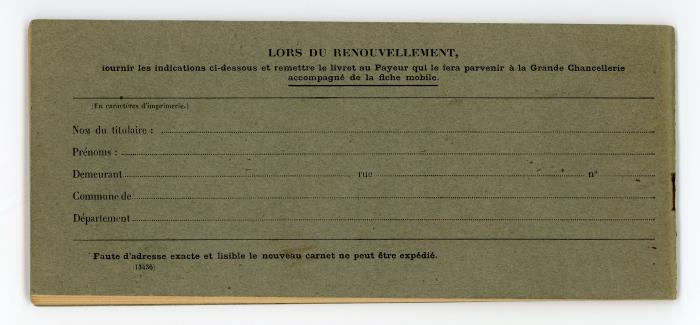 LORS DU RENOUVELLEMENT,
fournir les indications ci-dessous et remettre le livret au Payeur qui le fera parvenir à la Grande Chancellerie
accompagné de la fiche mobile.
(En caractères d'imprimerie.)
Nom du titulaire :
Prénoms :
Demeurant rue n°
Commune de
Département
Faute d'adresse exacte et lisible le nouveau carnet ne peut être expédié.
(3436)